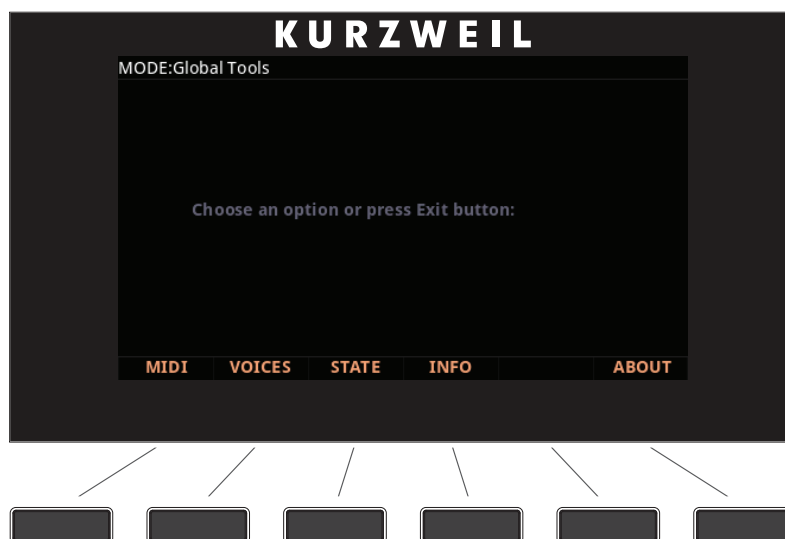 KURZWEIL
MODE:Global Tools
Choose an option or press Exit button:
MIDI VOICES STATE INFO ABOUT